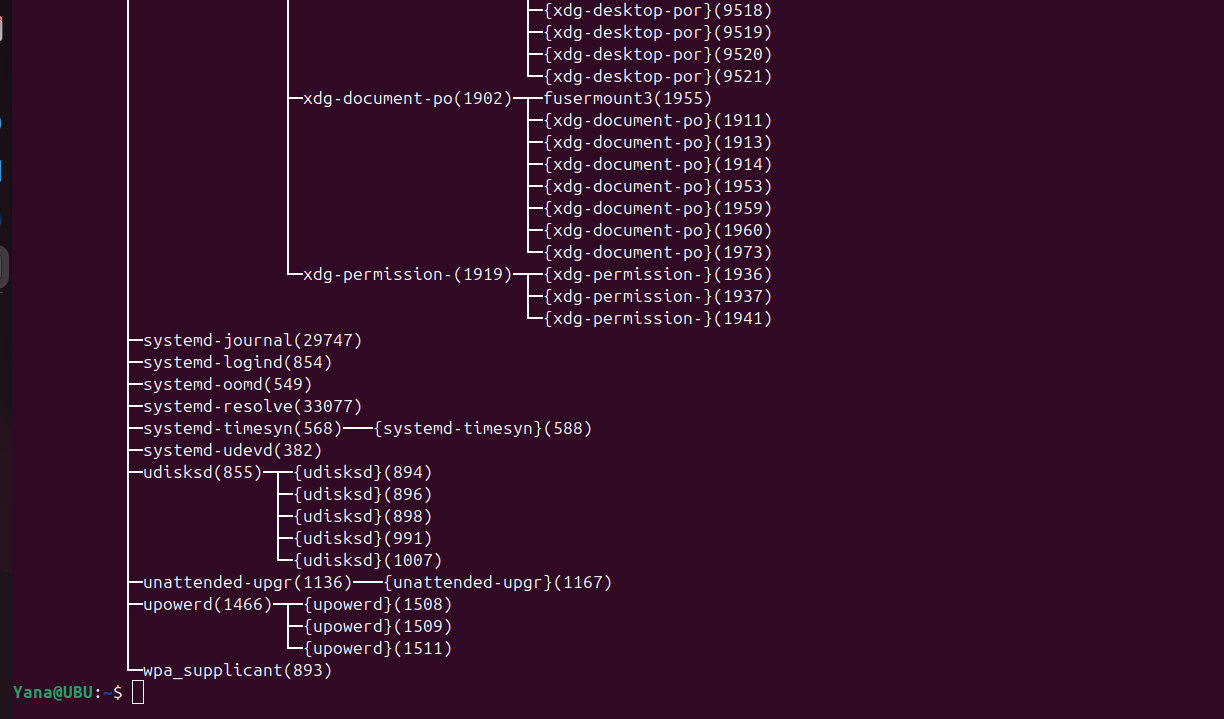 {xdg-desktop-por}(9518)
{xdg-desktop-por}(9519)
{xdg-desktop-por}(9520)
{xdg-desktop-por}(9521)
xdg-document-po(1902)─┬─fusermount3(1955)
{xdg-document-po}(1911)
{xdg-document-po}(1913)
{xdg-document-po}(1914)
{xdg-document-po}(1953)
{xdg-document-po}(1959)
{xdg-document-po}(1960)
{xdg-document-po}(1973)
xdg-permission-(1919)─┬─{xdg-permission-}(1936)
{xdg-permission-}(1937)
{xdg-permission-}(1941)
systemd-journal(29747)
systemd-logind(854)
systemd-oomd(549)
systemd-resolve(33077)
systemd-timesyn(568)───{systemd-timesyn}(588)
systemd-udevd(382)
udisksd(855)─┬─{udisksd}(894)
{udisksd}(896)
{udisksd}(898)
{udisksd}(991)
{udisksd}(1007)
unattended-upgr(1136)───{unattended-upgr}(1167)
upowerd(1466)─┬─{upowerd}(1508)
{upowerd}(1509)
{upowerd}(1511)
wpa_supplicant(893)
Yana@UBU:~$